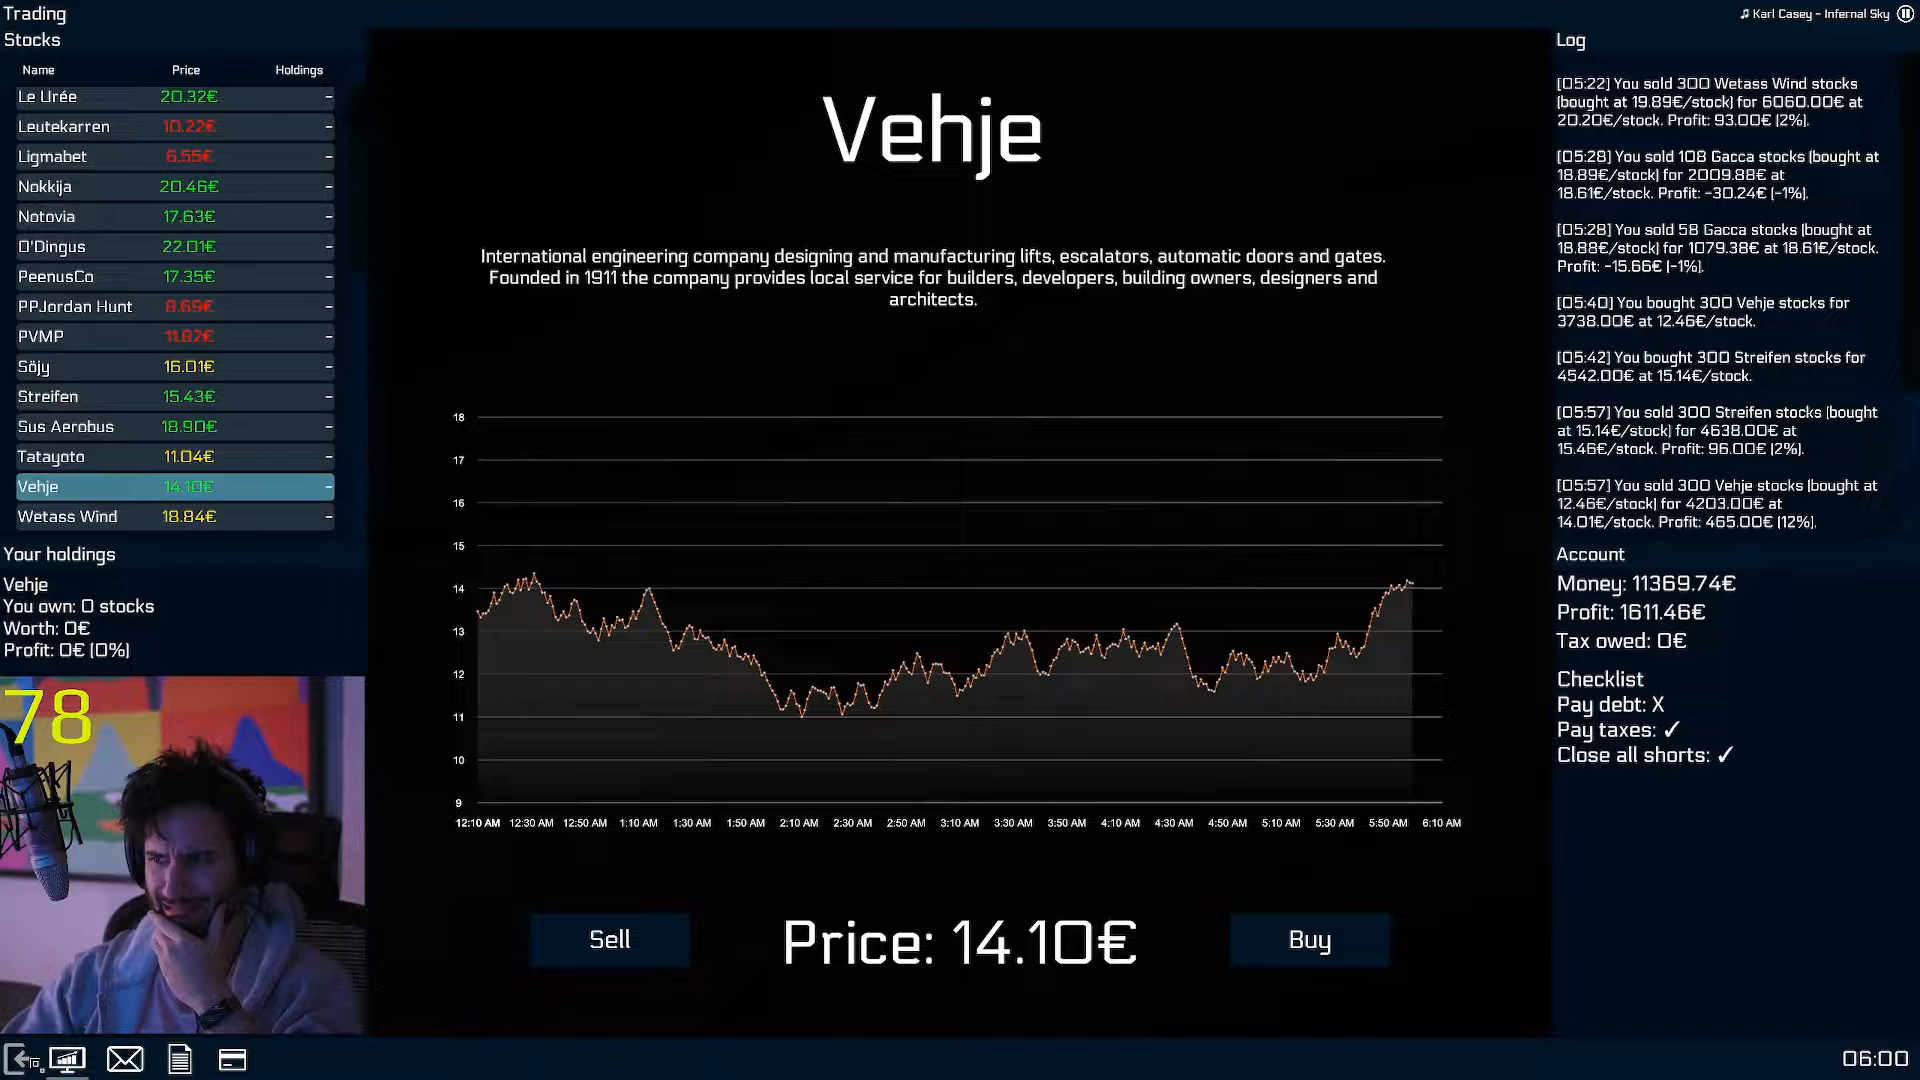 Trading
♫ Karl Casey - Infernal Sky
Stocks
Name Price Holdings
Le Urée 20.32€ -
Leutekarren 10.22€ -
Ligmabet 6.55€ -
Nokkija 20.46€ -
Notovia 17.63€ -
O'Dingus 22.01€ -
PeenusCo 17.35€ -
PPJordan Hunt 8.69€ -
PVMP 11.82€ -
Söjy 16.01€ -
Streifen 15.43€ -
Sus Aerobus 18.90€ -
Tatayoto 11.04€ -
Vehje 14.10€ -
Wetass Wind 18.84€ -
Your holdings
Vehje
You own: 0 stocks
Worth: 0€
Profit: 0€ (0%)
78
Vehje
International engineering company designing and manufacturing lifts, escalators, automatic doors and gates.
Founded in 1911 the company provides local service for builders, developers, building owners, designers and
architects.
18
17
16
15
14
13
12
11
10
9
12:10 AM 12:30 AM 12:50 AM 1:10 AM 1:30 AM 1:50 AM 2:10 AM 2:30 AM 2:50 AM 3:10 AM 3:30 AM 3:50 AM 4:10 AM 4:30 AM 4:50 AM 5:10 AM 5:30 AM 5:50 AM 6:10 AM
Sell
Price: 14.10€
Buy
Log
[05:22] You sold 300 Wetass Wind stocks
(bought at 19.89€/stock) for 6060.00€ at
20.20€/stock. Profit: 93.00€ (2%).
[05:28] You sold 108 Gacca stocks (bought at
18.89€/stock) for 2009.88€ at
18.61€/stock. Profit: -30.24€ (-1%).
[05:28] You sold 58 Gacca stocks (bought at
18.88€/stock) for 1079.38€ at 18.61€/stock.
Profit: -15.66€ (-1%).
[05:40] You bought 300 Vehje stocks for
3738.00€ at 12.46€/stock.
[05:42] You bought 300 Streifen stocks for
4542.00€ at 15.14€/stock.
[05:57] You sold 300 Streifen stocks (bought
at 15.14€/stock) for 4638.00€ at
15.46€/stock. Profit: 96.00€ (2%).
[05:57] You sold 300 Vehje stocks (bought at
12.46€/stock) for 4203.00€ at
14.01€/stock. Profit: 465.00€ (12%).
Account
Money: 11369.74€
Profit: 1611.46€
Tax owed: 0€
Checklist
Pay debt: X
Pay taxes: ✓
Close all shorts: ✓
06:00